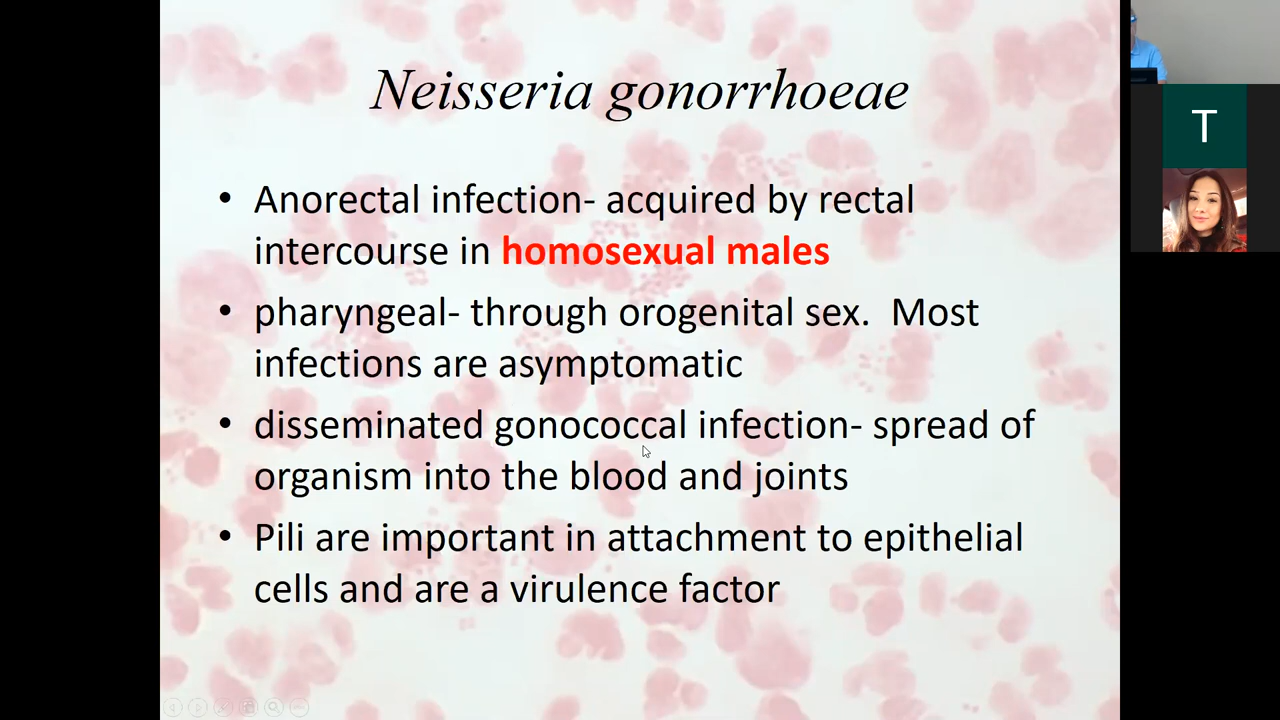 Neisseria gonorrhoeae
• Anorectal infection- acquired by rectal
intercourse in homosexual males
• pharyngeal- through orogenital sex.  Most
infections are asymptomatic
• disseminated gonococcal infection- spread of
organism into the blood and joints
• Pili are important in attachment to epithelial
cells and are a virulence factor
T